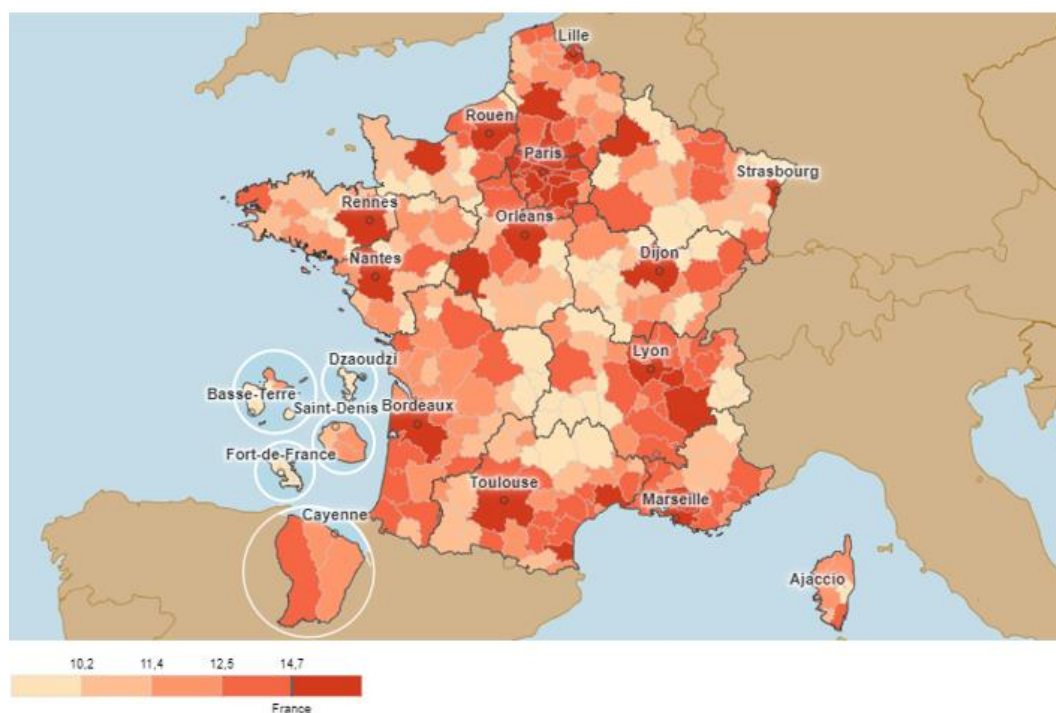 Lille
Rouen
Paris
Strasbourg
Rennes
Orléans
Nantes
Dijon
Dzaoudzi
Lyon
Basse-Terre
Saint-Denis
Bordeaux
Fort-de-France
Toulouse
Marseille
Cayenne
Ajaccio
10,2 11,4 12,5 14,7
France